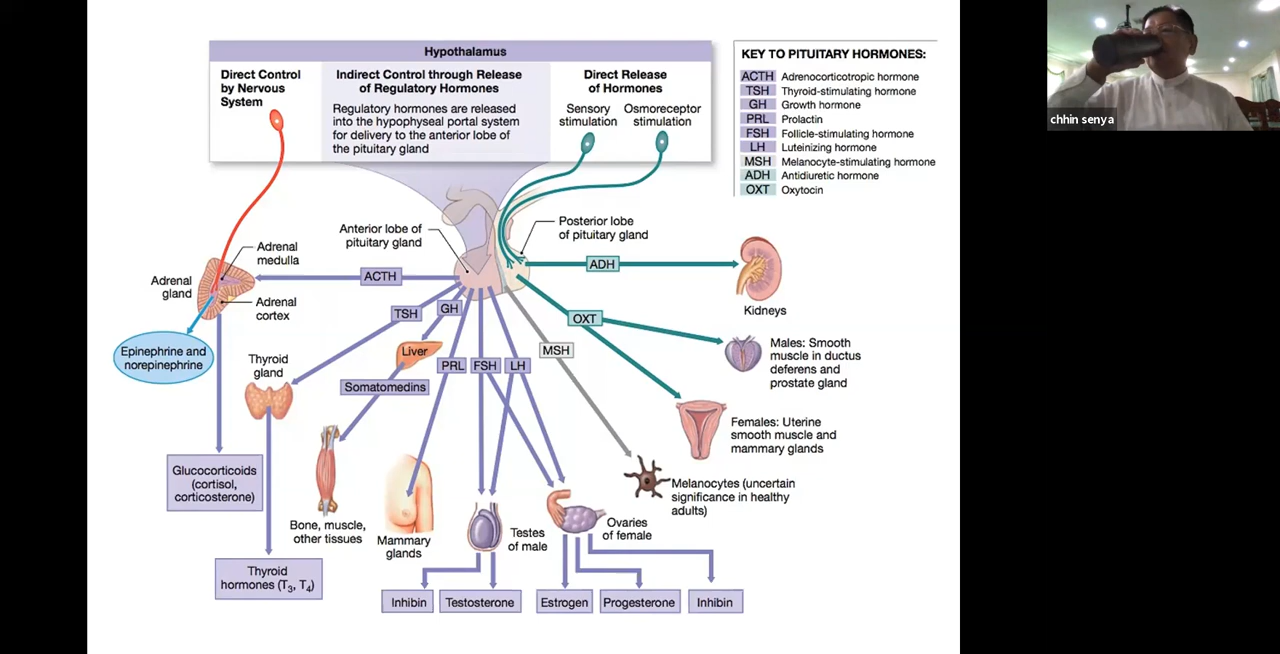 Hypothalamus
Direct Control
by Nervous
System
Indirect Control through Release
of Regulatory Hormones
Regulatory hormones are released
into the hypophyseal portal system
for delivery to the anterior lobe of
the pituitary gland
Direct Release
of Hormones
Sensory
stimulation
Osmoreceptor
stimulation
KEY TO PITUITARY HORMONES:
ACTH Adrenocorticotropic hormone
TSH Thyroid-stimulating hormone
GH Growth hormone
PRL Prolactin
FSH Follicle-stimulating hormone
LH Luteinizing hormone
MSH Melanocyte-stimulating hormone
ADH Antidiuretic hormone
OXT Oxytocin
chhin senya
Anterior lobe of
pituitary gland
Posterior lobe
of pituitary gland
Adrenal
medulla
Adrenal
gland
Adrenal
cortex
Epinephrine and
norepinephrine
ACTH
TSH
GH
PRL
FSH
LH
MSH
OXT
ADH
Kidneys
Liver
Somatomedins
Thyroid
gland
Males: Smooth
muscle in ductus
deferens and
prostate gland
Females: Uterine
smooth muscle and
mammary glands
Melanocytes (uncertain
significance in healthy
adults)
Glucocorticoids
(cortisol,
corticosterone)
Bone, muscle,
other tissues
Mammary
glands
Testes
of male
Ovaries
of female
Thyroid
hormones (T3, T4)
Inhibin
Testosterone
Estrogen
Progesterone
Inhibin